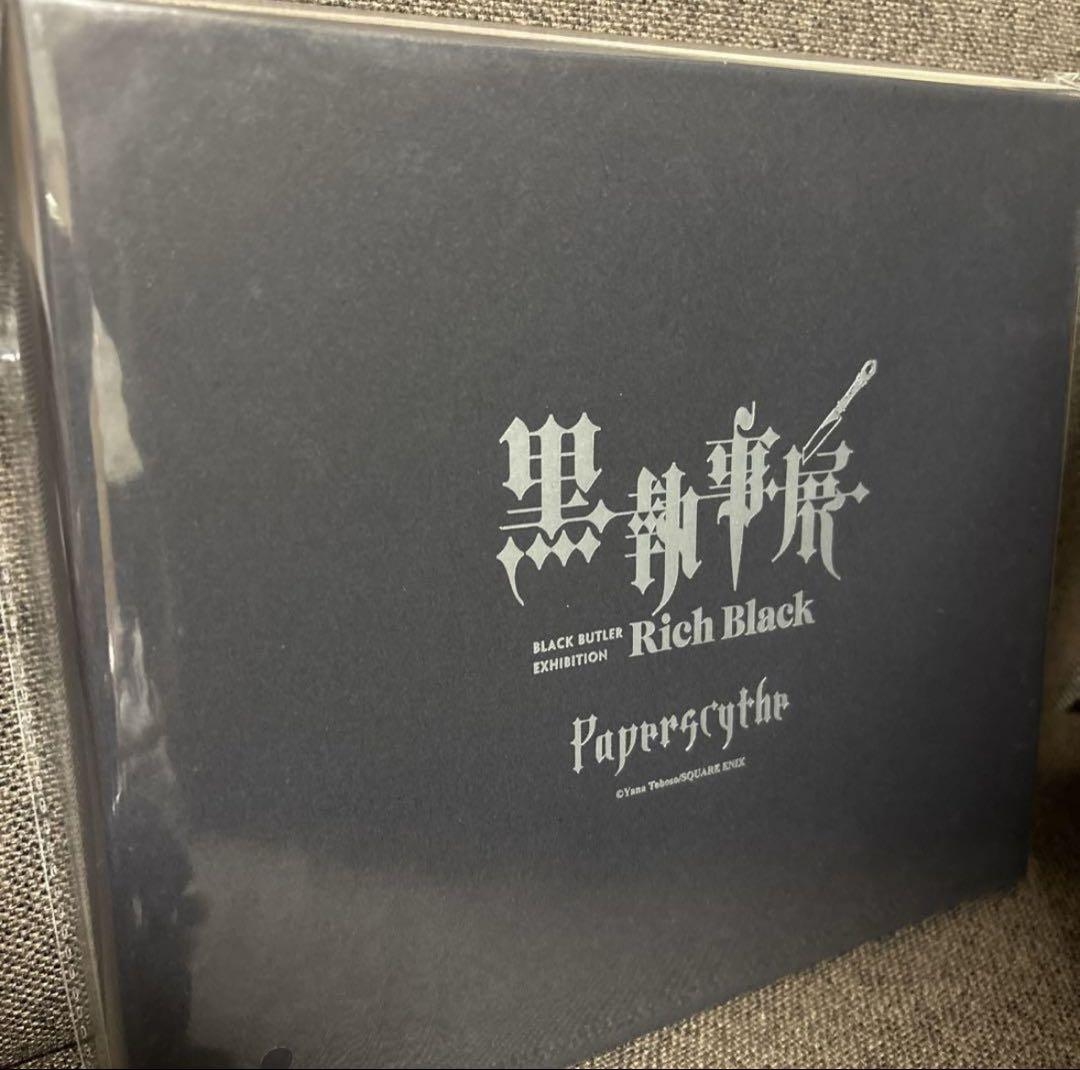 黒執事展
BLACK BUTLER
EXHIBITION
Rich Black
Paperscythe
©Yana Toboso/SQUARE ENIX